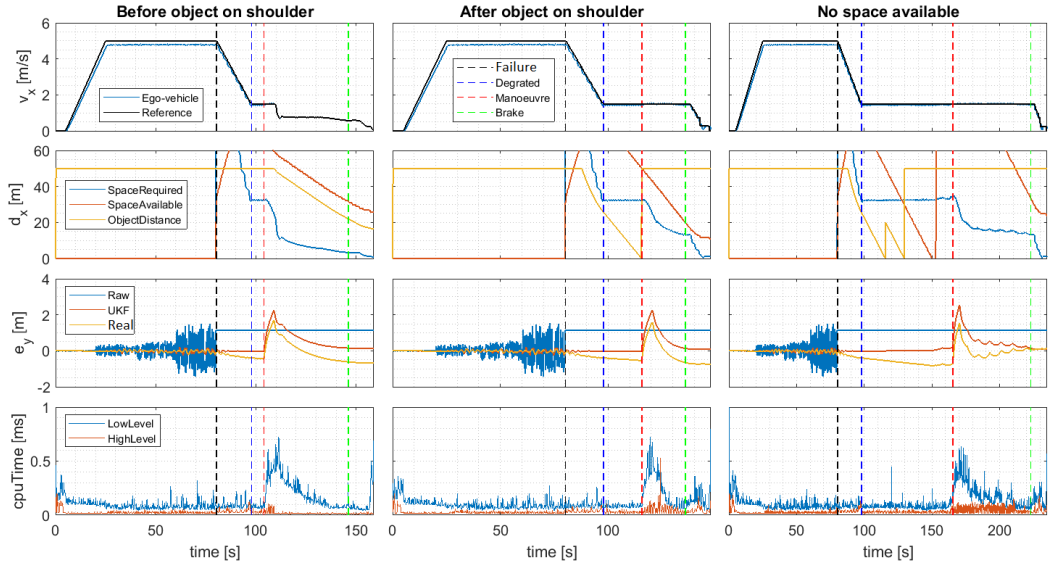 Before object on shoulder
After object on shoulder
No space available
v_x [m/s]
6
4
2
0
Ego-vehicle
Reference
Failure
Degrated
Manoeuvre
Brake
d_x [m]
60
40
20
0
SpaceRequired
SpaceAvailable
ObjectDistance
e_y [m]
4
2
0
-2
Raw
UKF
Real
cpuTime [ms]
1
0.5
0
LowLevel
HighLevel
0 50 100 150
0 50 100 150
0 50 100 150 200
time [s]
time [s]
time [s]